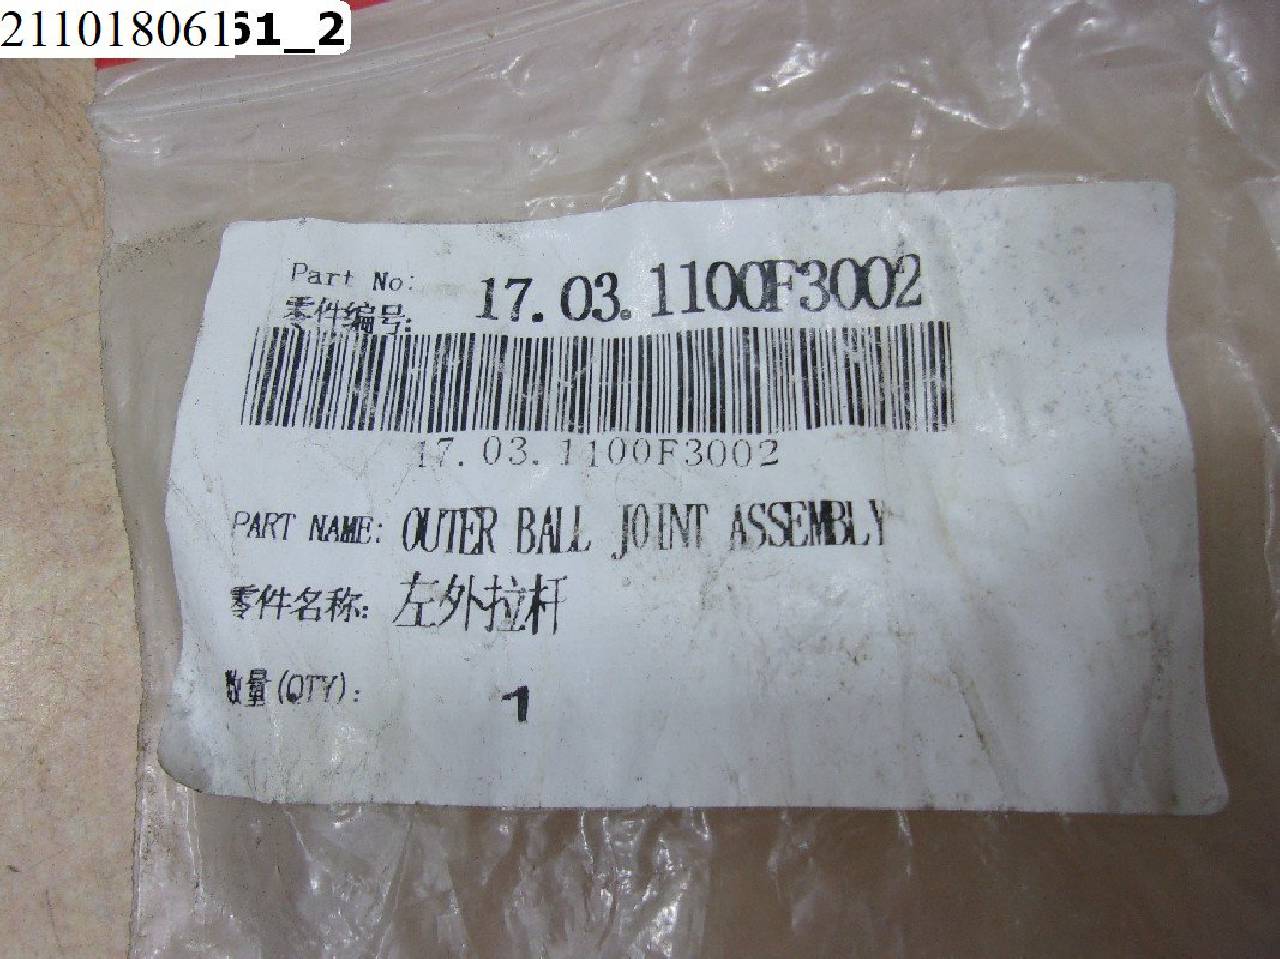 21101806151_2
Part No: 17.03.1100F3002
零件编号:
17.03.1100F3002
PART NAME: OUTER BALL JOINT ASSEMBLY
零件名称: 左外拉杆
数量(QTY): 1